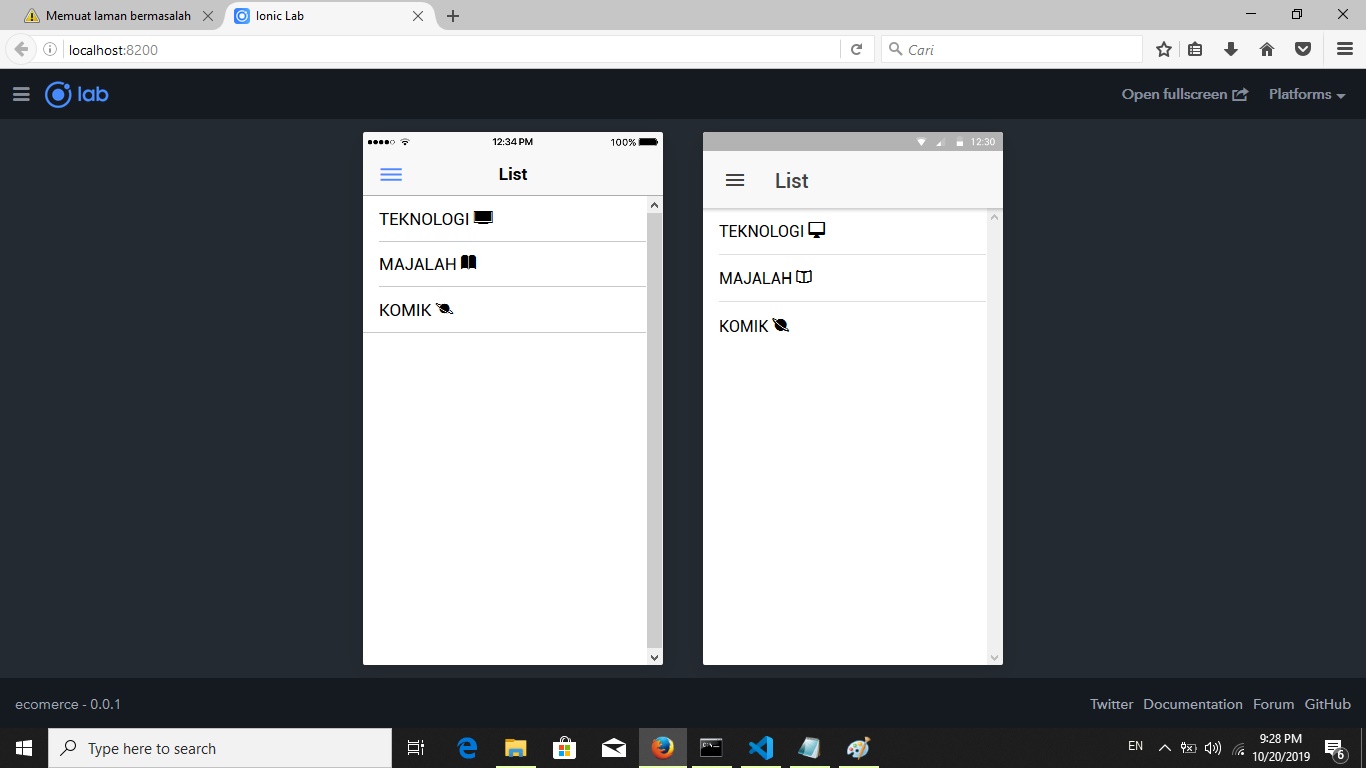 Memuat laman bermasalah
Ionic Lab
localhost:8200
Cari
lab
Open fullscreen
Platforms
12:34 PM
100%
List
TEKNOLOGI
MAJALAH
KOMIK
12:30
List
TEKNOLOGI
MAJALAH
KOMIK
ecomerce - 0.0.1
Twitter Documentation Forum GitHub
Type here to search
EN
9:28 PM
10/20/2019
6